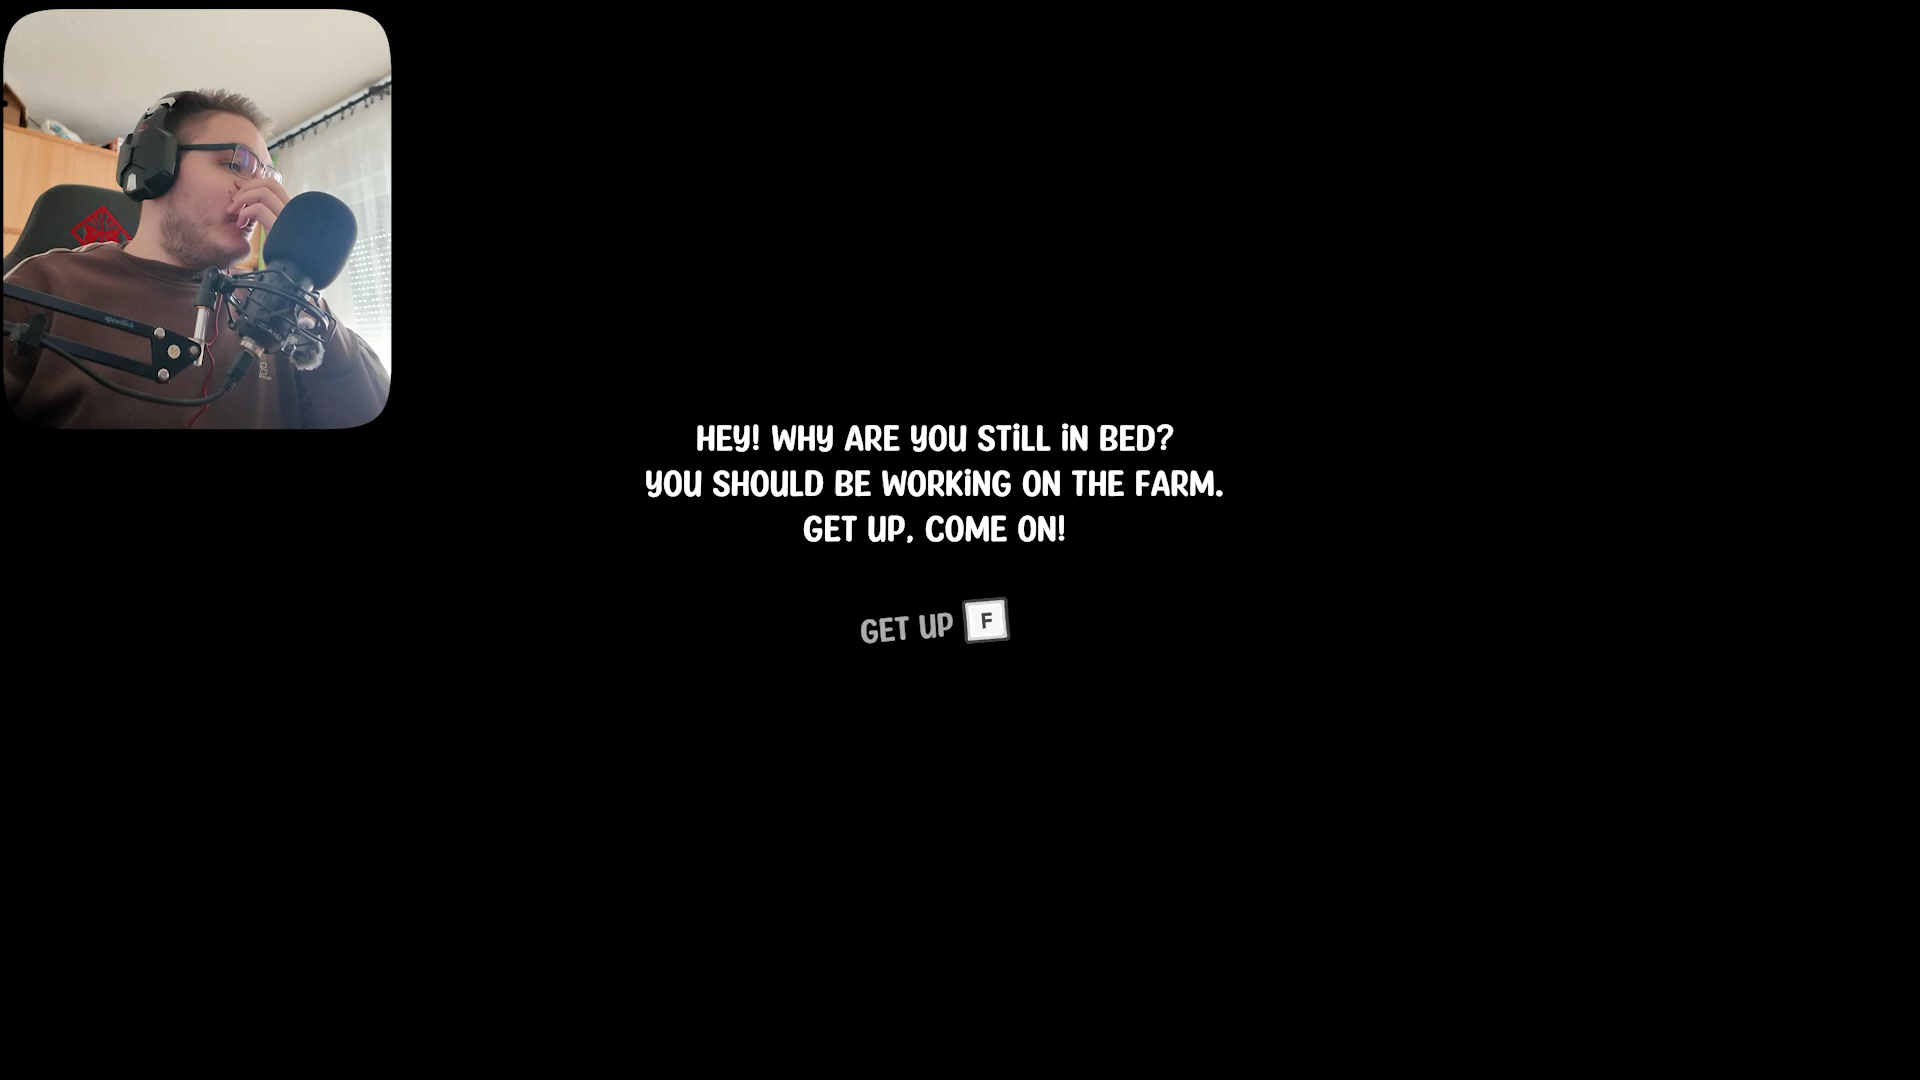 HEY! WHY ARE YOU STILL IN BED?
YOU SHOULD BE WORKING ON THE FARM.
GET UP, COME ON!
GET UP F
speedlink